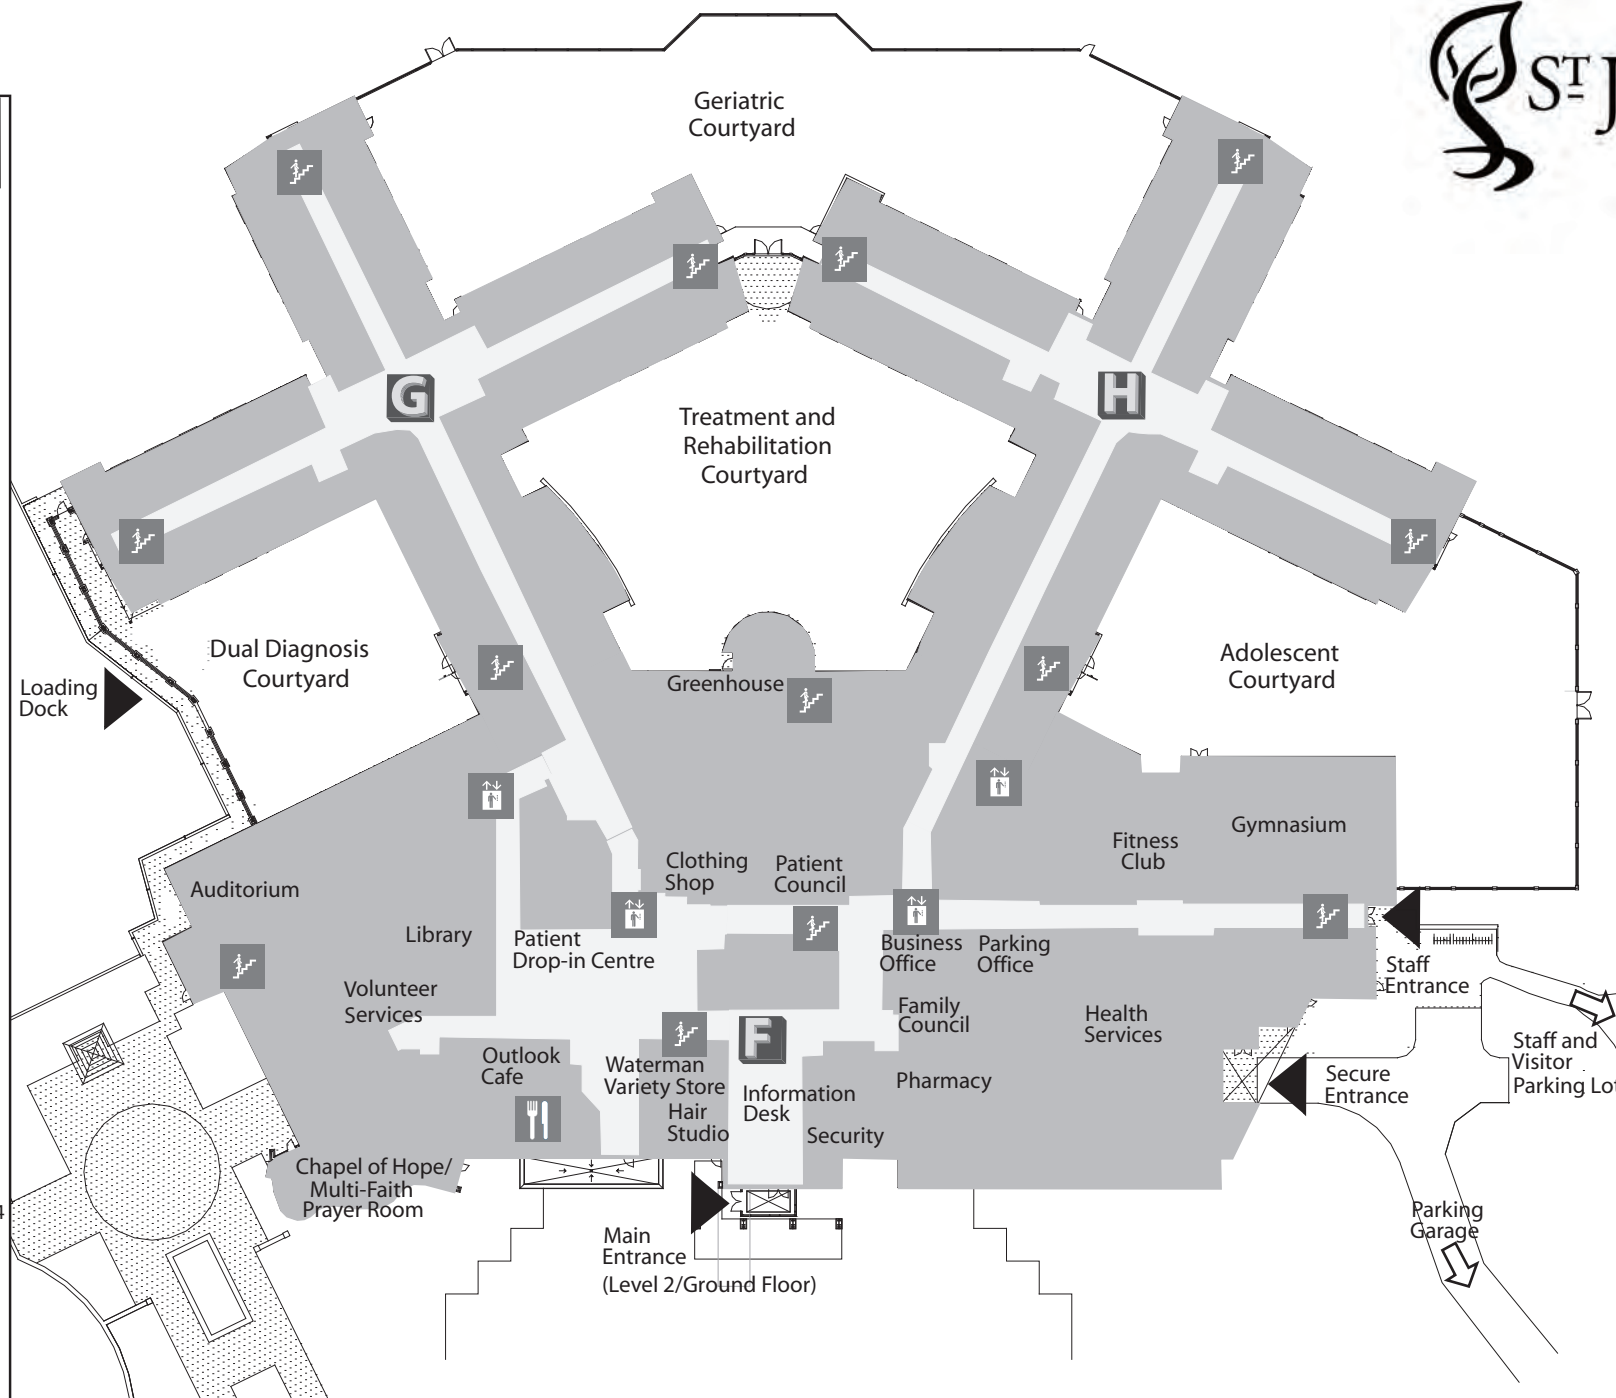 ST J
Geriatric
Courtyard
G
H
Treatment and
Rehabilitation
Courtyard
Dual Diagnosis
Courtyard
Adolescent
Courtyard
Loading
Dock
Greenhouse
Gymnasium
Fitness
Club
Clothing
Shop
Patient
Council
Auditorium
Library
Patient
Drop-in Centre
Business
Office
Parking
Office
Staff
Entrance
Volunteer
Services
Family
Council
Health
Services
F
Outlook
Cafe
Waterman
Variety Store
Hair
Studio
Information
Desk
Security
Pharmacy
Secure
Entrance
Staff and
Visitor
Parking Lot
Chapel of Hope/
Multi-Faith
Prayer Room
Main
Entrance
(Level 2/Ground Floor)
Parking
Garage